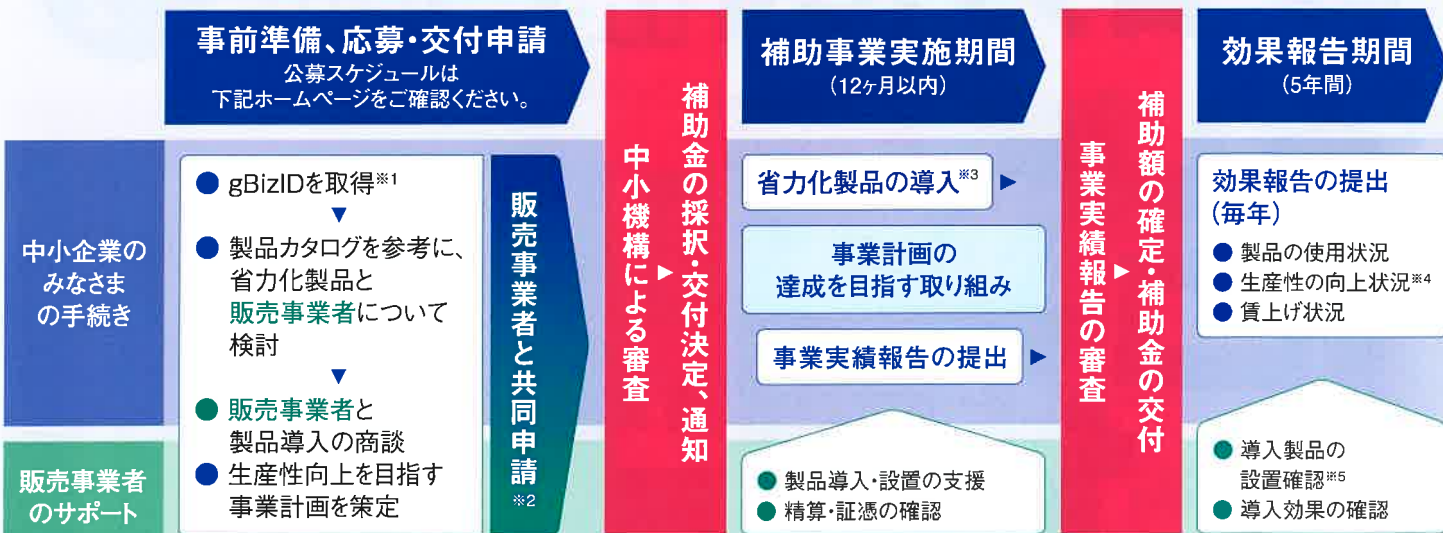 事前準備、応募・交付申請
公募スケジュールは
下記ホームページをご確認ください。
中小企業の
みなさま
の手続き
販売事業者
のサポート
● gBizIDを取得※1
▼
● 製品カタログを参考に、
省力化製品と
販売事業者について
検討
▼
● 販売事業者と
製品導入の商談
● 生産性向上を目指す
事業計画を策定
販売事業者と共同申請※2
中小機構による審査
▶
補助金の採択・交付決定、通知
補助事業実施期間
(12ヶ月以内)
省力化製品の導入※3 ▶
事業計画の
達成を目指す取り組み
事業実績報告の提出 ▶
● 製品導入・設置の支援
● 精算・証憑の確認
事業実績報告の審査
▶
補助額の確定・補助金の交付
効果報告期間
(5年間)
効果報告の提出
(毎年)
● 製品の使用状況
● 生産性の向上状況※4
● 賃上げ状況
● 導入製品の
設置確認※5
● 導入効果の確認